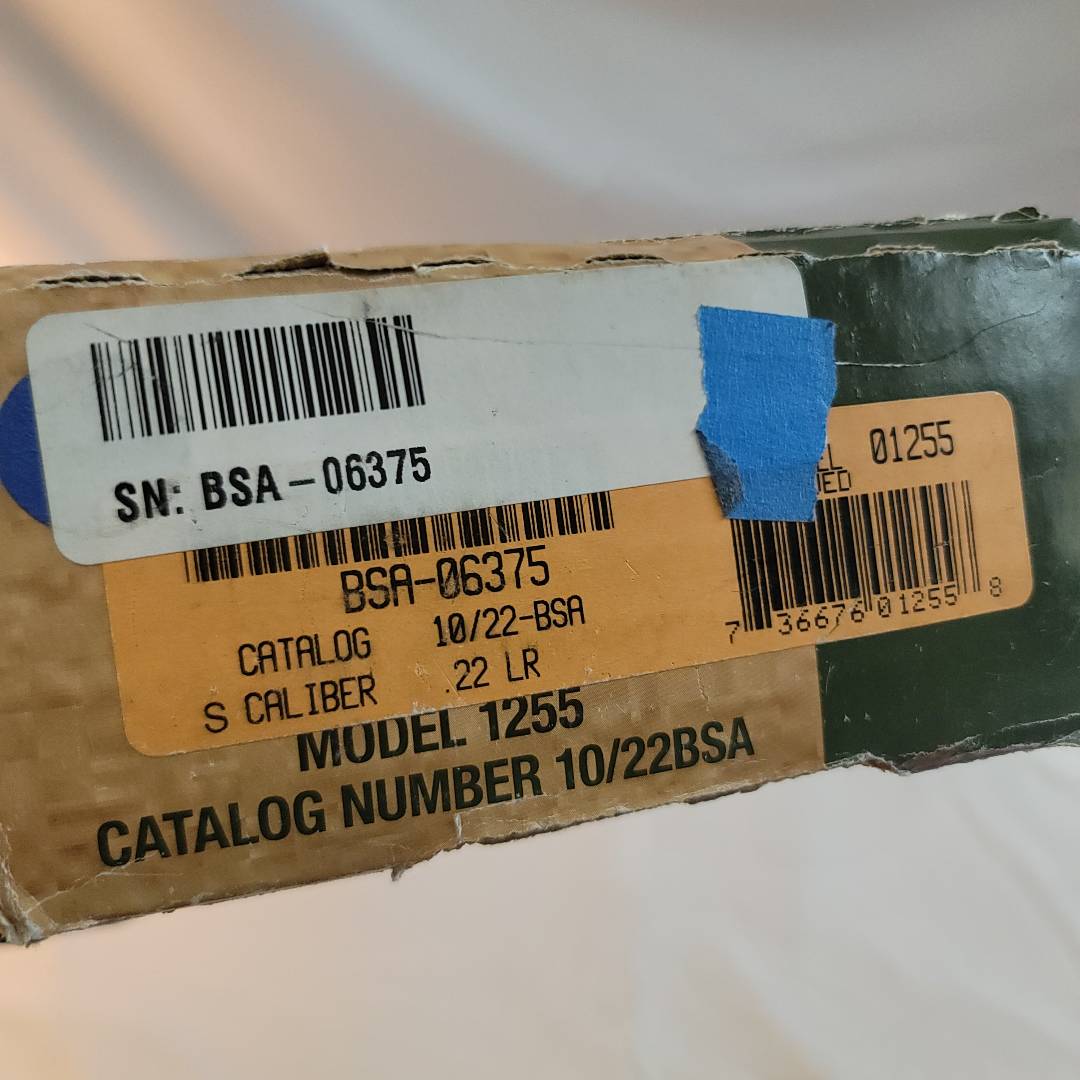 SN: BSA-06375
01255
BSA-06375
CATALOG 10/22-BSA
S CALIBER .22 LR
7 36676 01255 8
MODEL 1255
CATALOG NUMBER 10/22BSA